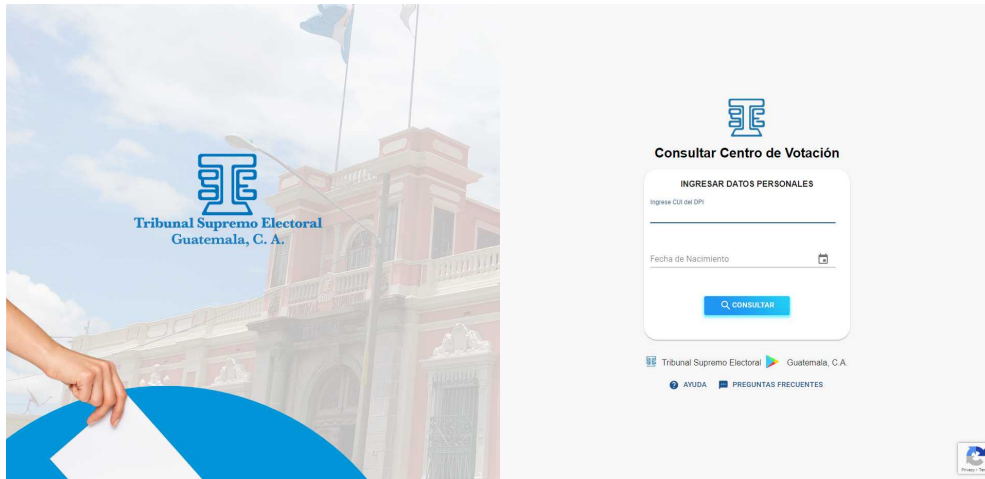 Tribunal Supremo Electoral
Guatemala, C. A.
Consultar Centro de Votación
INGRESAR DATOS PERSONALES
Ingrese CUI del DPI
Fecha de Nacimiento
CONSULTAR
Tribunal Supremo Electoral Guatemala, C.A.
AYUDA PREGUNTAS FRECUENTES